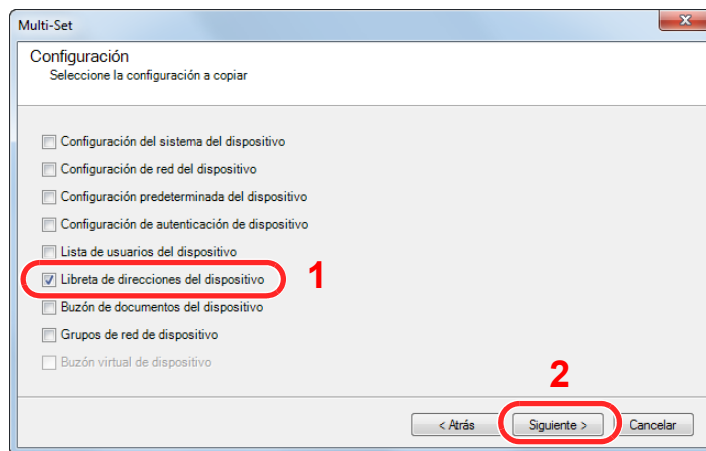 Multi-Set
Configuración
Seleccione la configuración a copiar
Configuración del sistema del dispositivo
Configuración de red del dispositivo
Configuración predeterminada del dispositivo
Configuración de autenticación de dispositivo
Lista de usuarios del dispositivo
Libreta de direcciones del dispositivo
1
Buzón de documentos del dispositivo
Grupos de red de dispositivo
Buzón virtual de dispositivo
2
< Atrás
Siguiente >
Cancelar